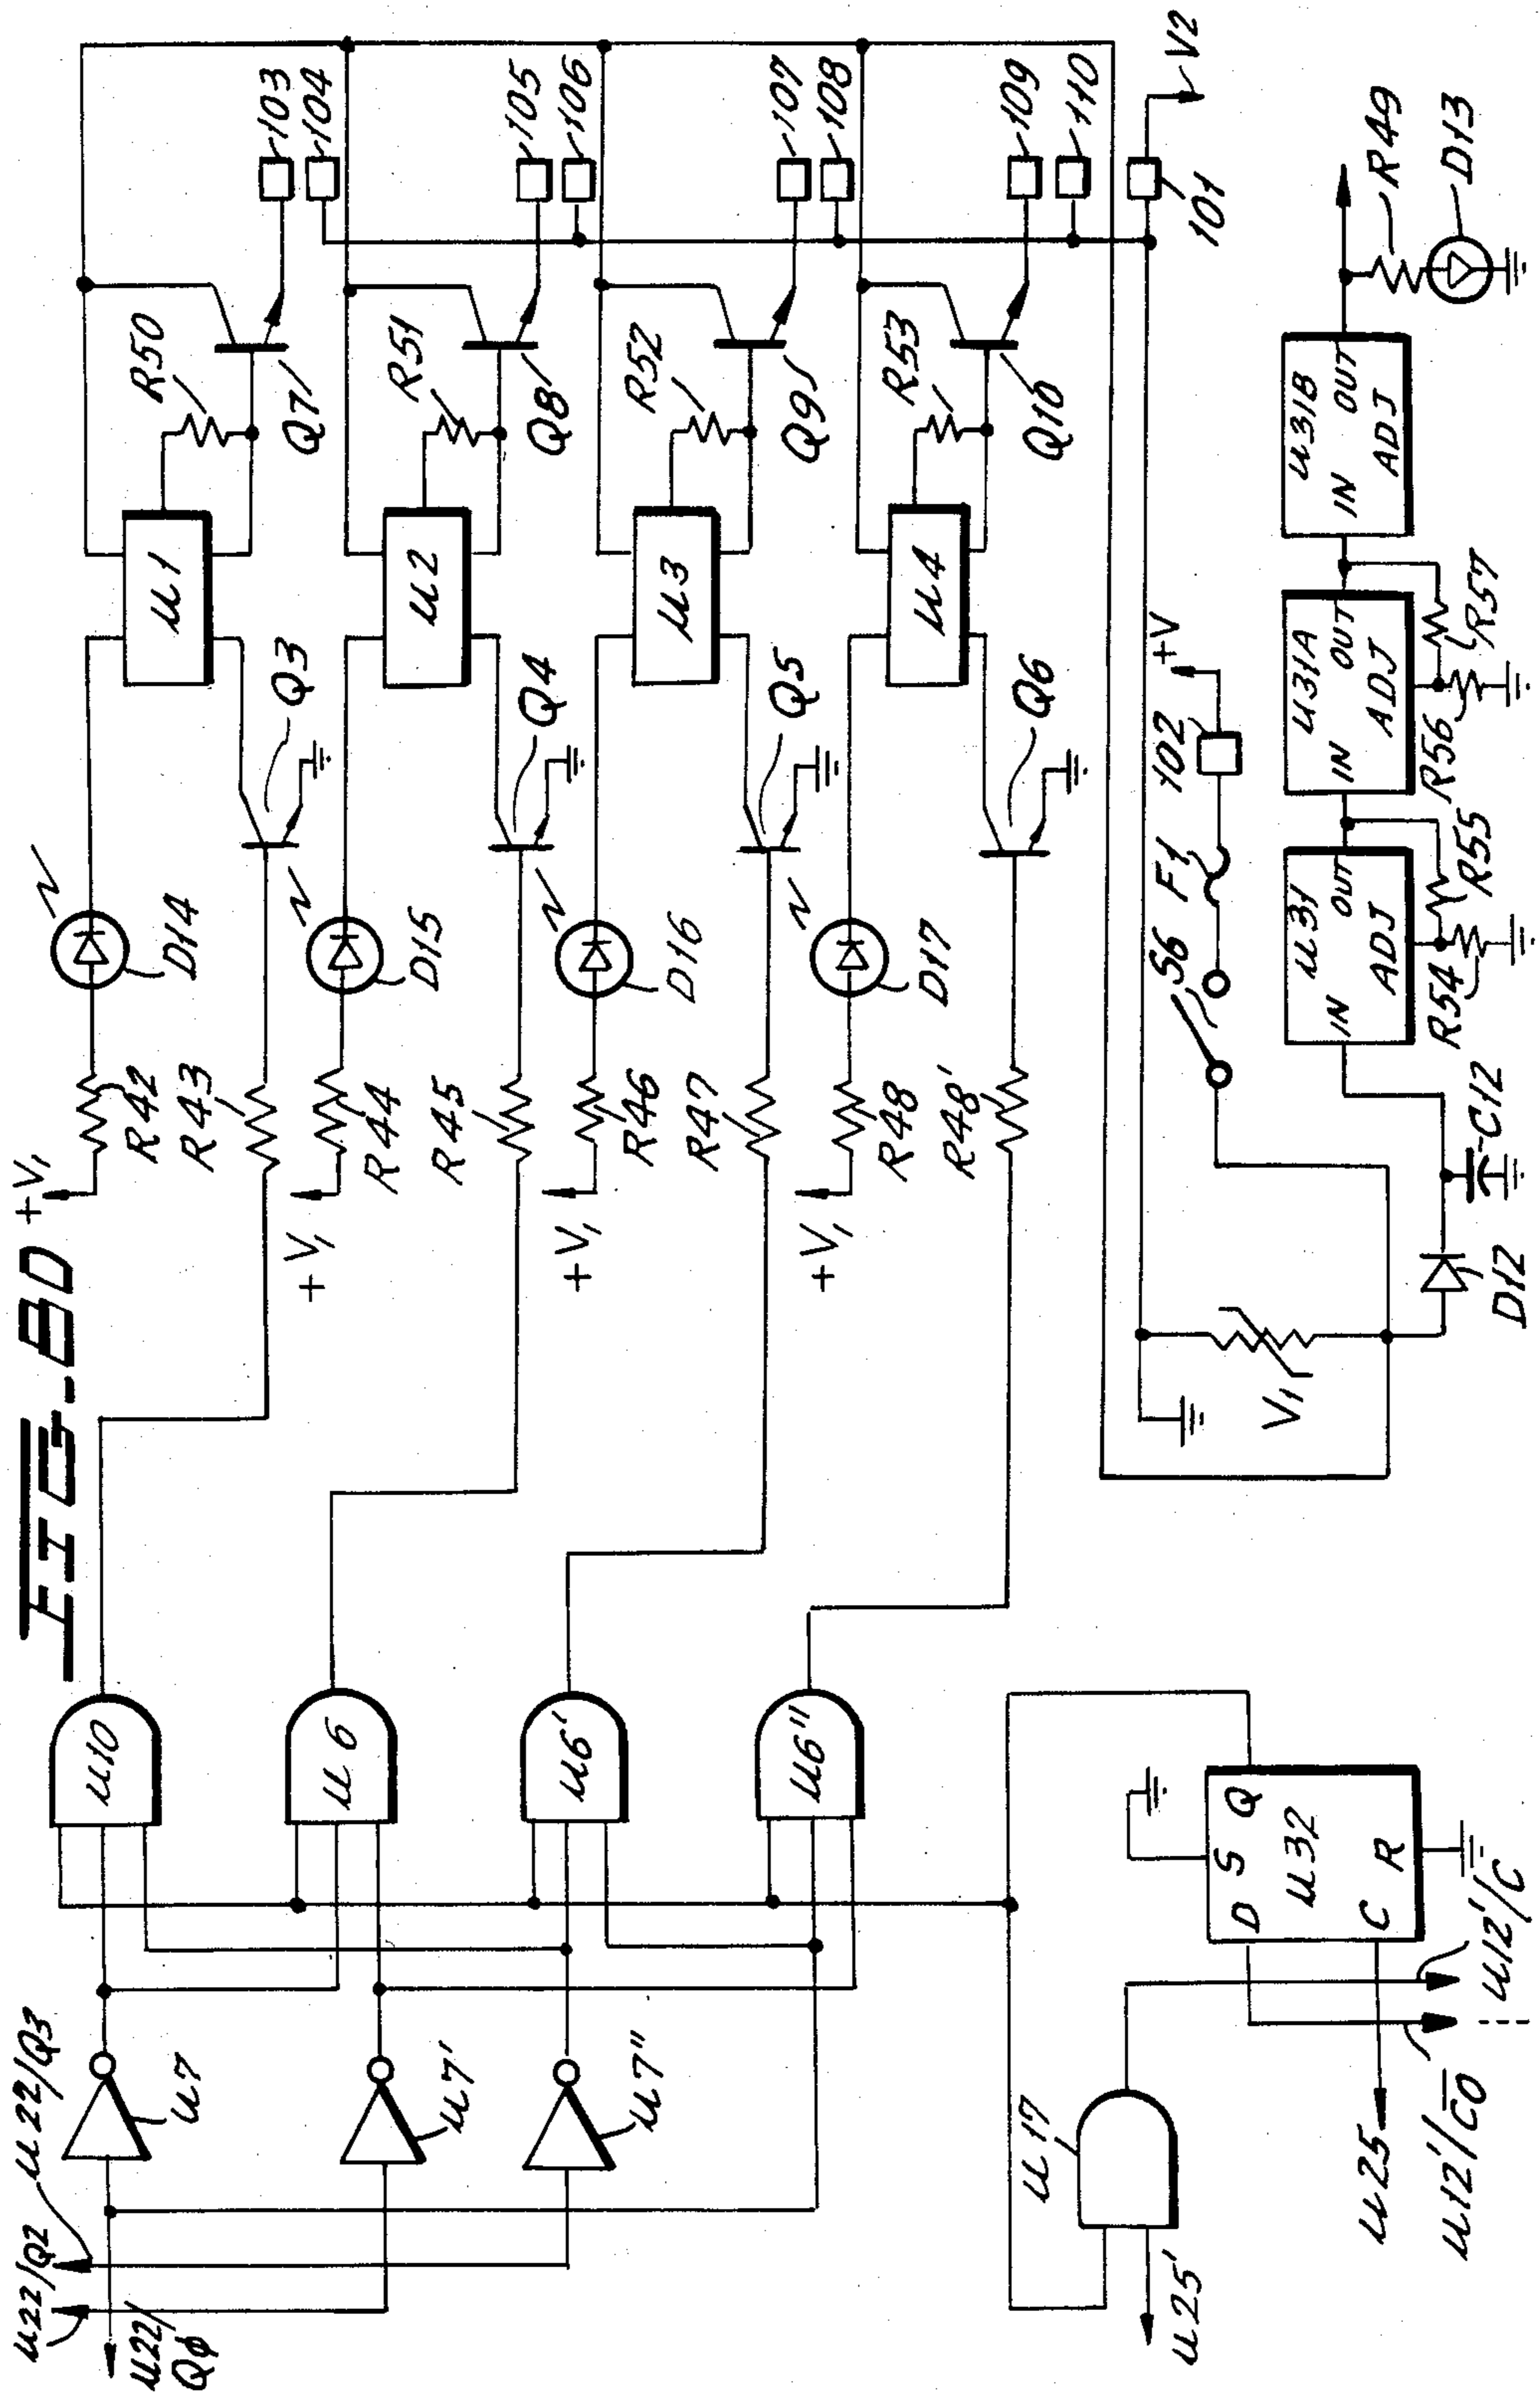 FIG-8D
u22/Q2
u22/Q3
u22/
Qϕ
u7
u7'
u7"
u10
u6
u6'
u6"
+V1
R42
D14
u1
R50
Q7
103
104
R43
Q3
+V1
R44
D15
u2
R51
Q8
105
106
R45
Q4
+V1
R46
D16
u3
R52
Q9
107
108
R47
Q5
+V1
R48
D17
u4
R53
Q10
109
110
R48'
Q6
101
V2
u17
u25'
u25
u12'/C̅O̅
u12'/C
D
S
Q
u32
C
R
V1
S6
F1
102
+V
D12
C12
u31
IN
OUT
ADJ
R54
R55
u31A
IN
OUT
ADJ
R56
R57
u31B
IN
OUT
ADJ
R49
D13